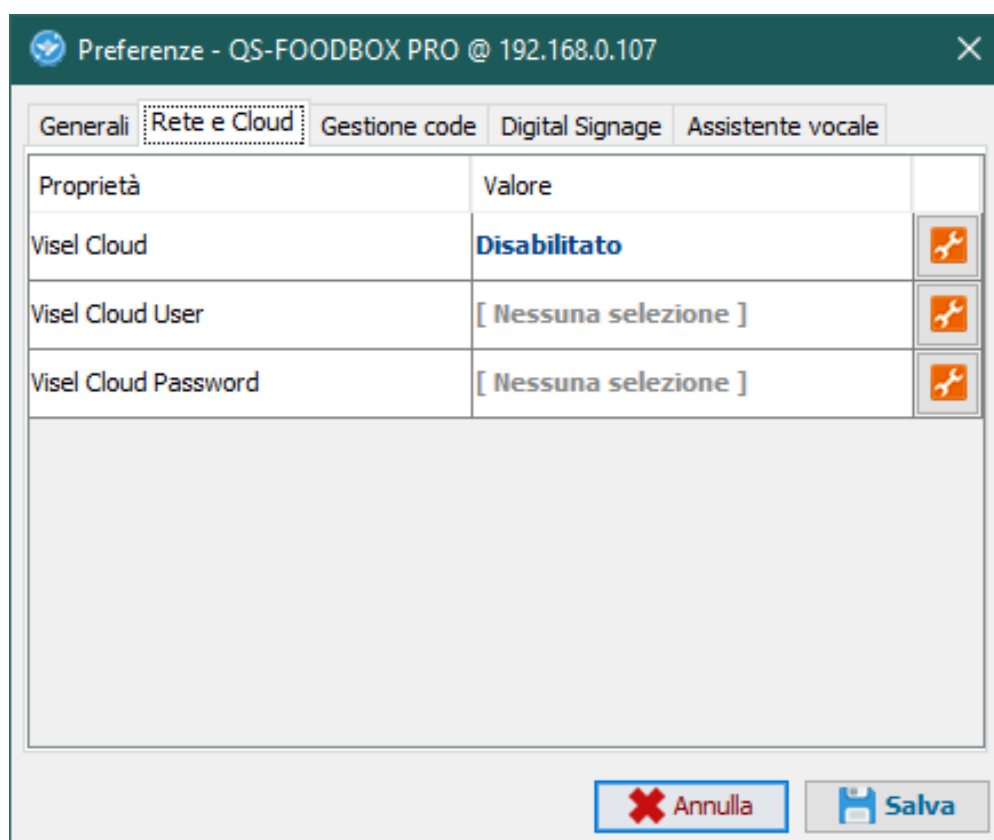 Preferenze - QS-FOODBOX PRO @ 192.168.0.107
Generali Rete e Cloud Gestione code Digital Signage Assistente vocale
Proprietà Valore
Visel Cloud Disabilitato
Visel Cloud User [ Nessuna selezione ]
Visel Cloud Password [ Nessuna selezione ]
Annulla Salva